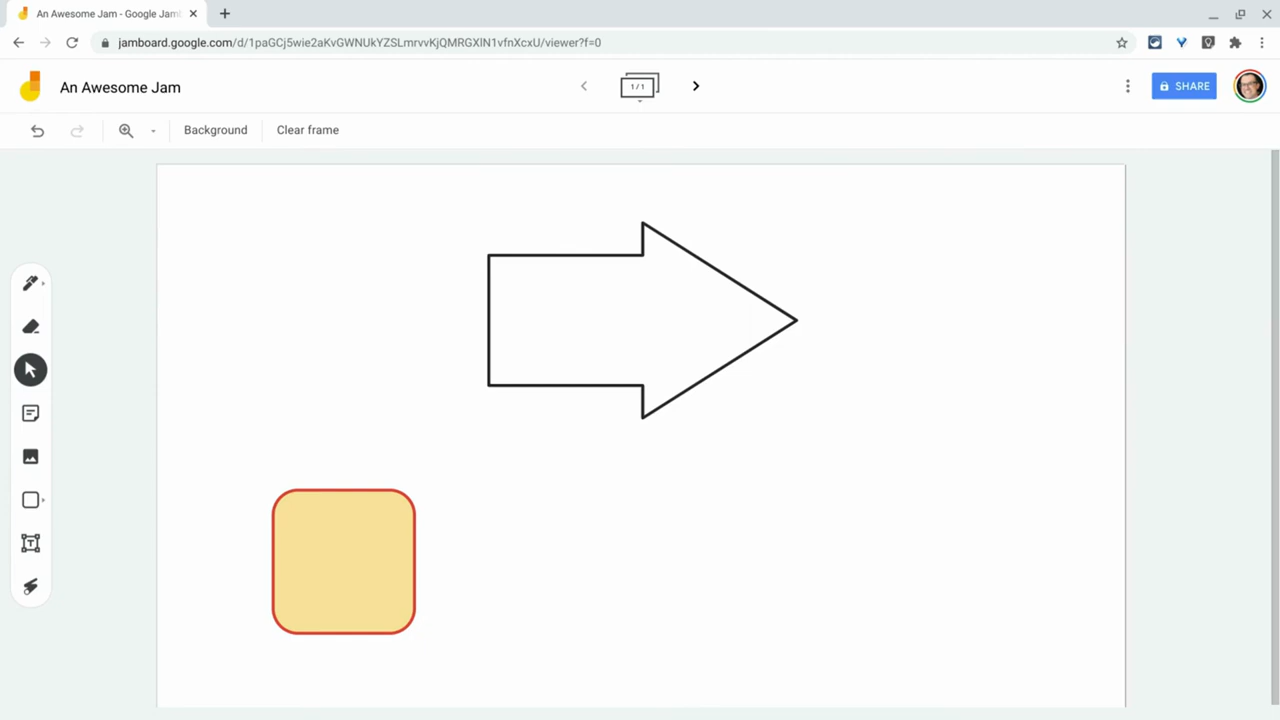 An Awesome Jam - Google Jam
jamboard.google.com/d/1paGCj5wie2aKvGWNUkYZSLmrvvKjQMRGXlN1vfnXcxU/viewer?f=0
An Awesome Jam
1/1
SHARE
Background
Clear frame
T